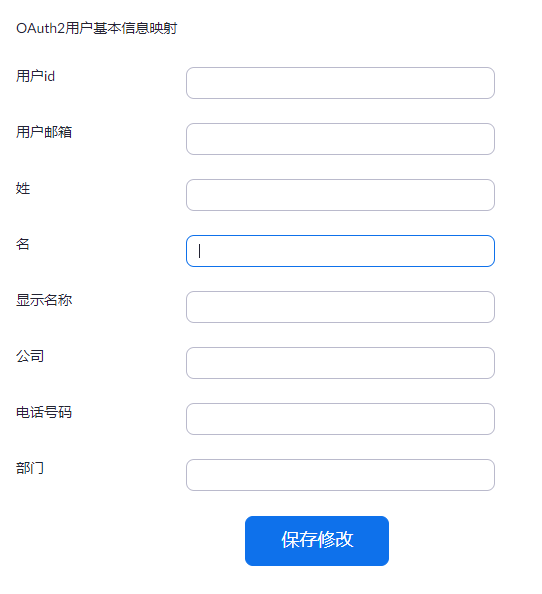 OAuth2用户基本信息映射
用户id
用户邮箱
姓
名
显示名称
公司
电话号码
部门
保存修改